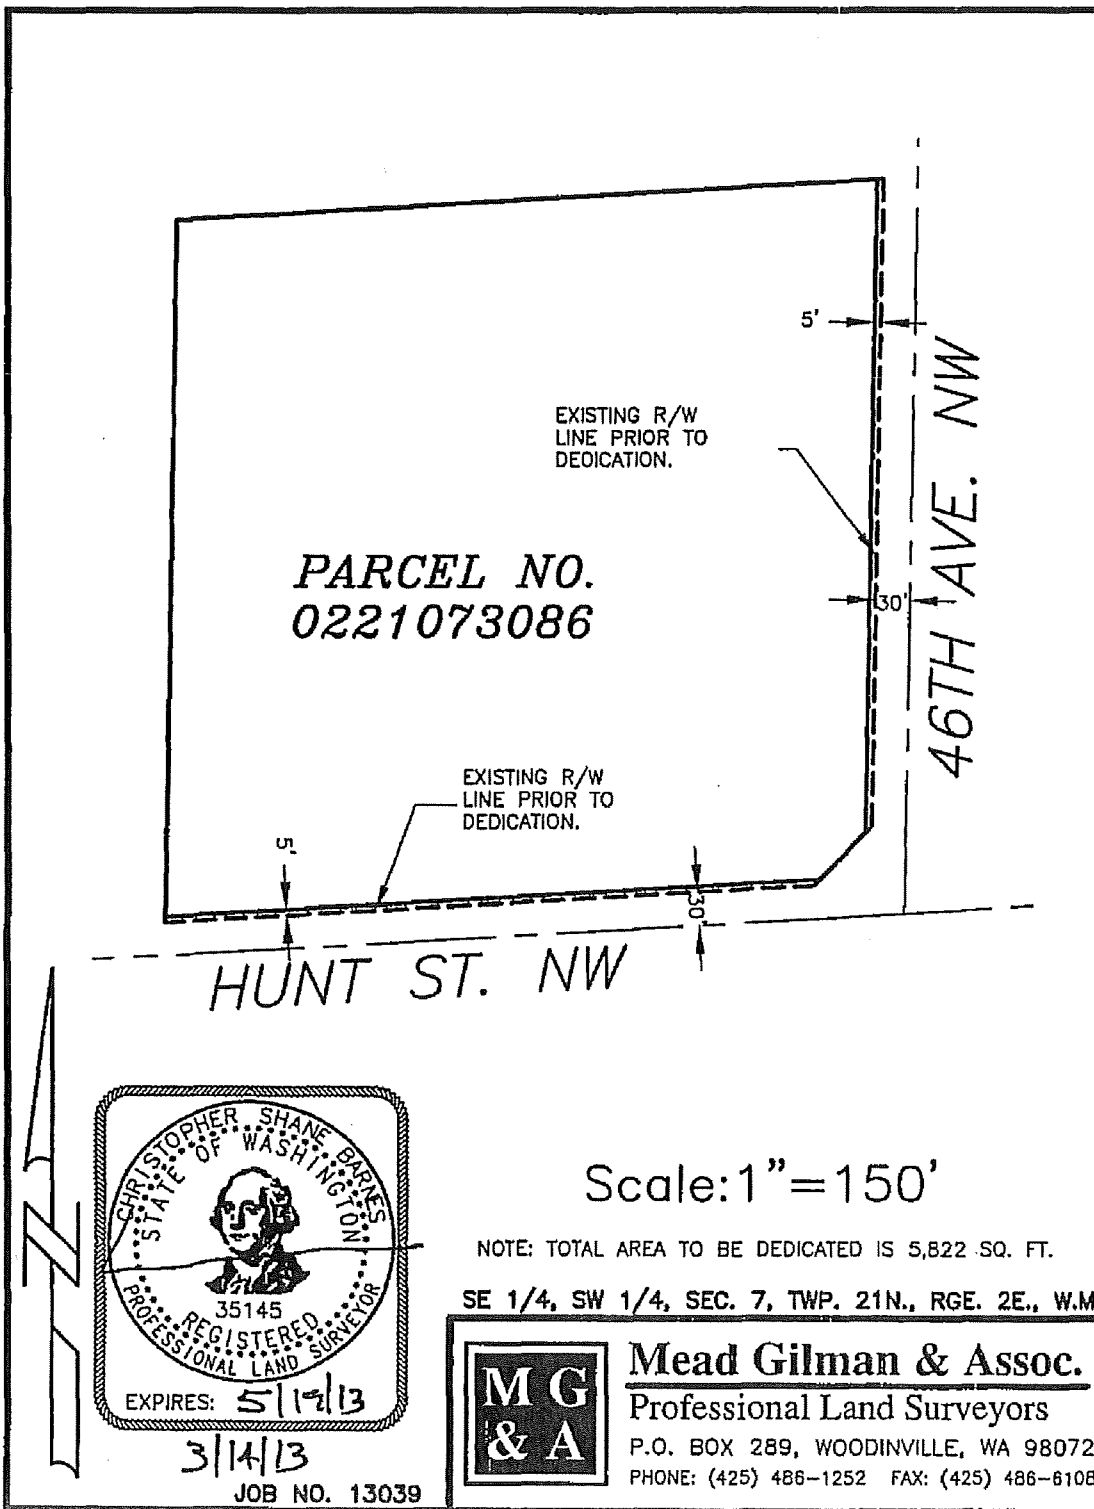 5'
EXISTING R/W
LINE PRIOR TO
DEDICATION.
46TH AVE. NW
PARCEL NO.
0221073086
30'
EXISTING R/W
LINE PRIOR TO
DEDICATION.
5'
30'
HUNT ST. NW
N
CHRISTOPHER SHANE BARNES
STATE OF WASHINGTON
35145
REGISTERED
PROFESSIONAL LAND SURVEYOR
EXPIRES: 5/19/13
3/14/13
JOB NO. 13039
Scale:1"=150'
NOTE: TOTAL AREA TO BE DEDICATED IS 5,822 SQ. FT.
SE 1/4, SW 1/4, SEC. 7, TWP. 21N., RGE. 2E., W.M
M G
& A
Mead Gilman & Assoc.
Professional Land Surveyors
P.O. BOX 289, WOODINVILLE, WA 98072
PHONE: (425) 486-1252 FAX: (425) 486-6108